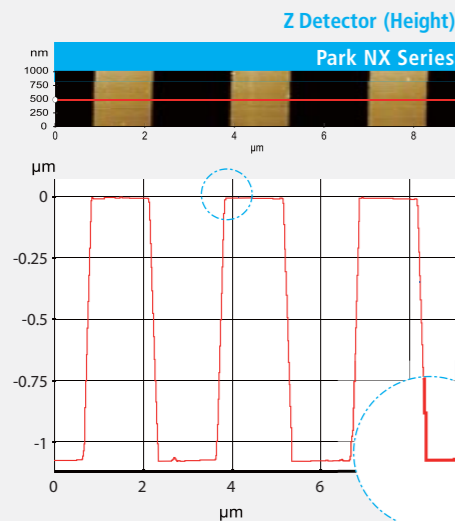 Z Detector (Height)
Park NX Series
nm
1000
750
500
250
0
0 2 4 6 8
µm
µm
0
-0.25
-0.5
-0.75
-1
0 2 4 6
µm